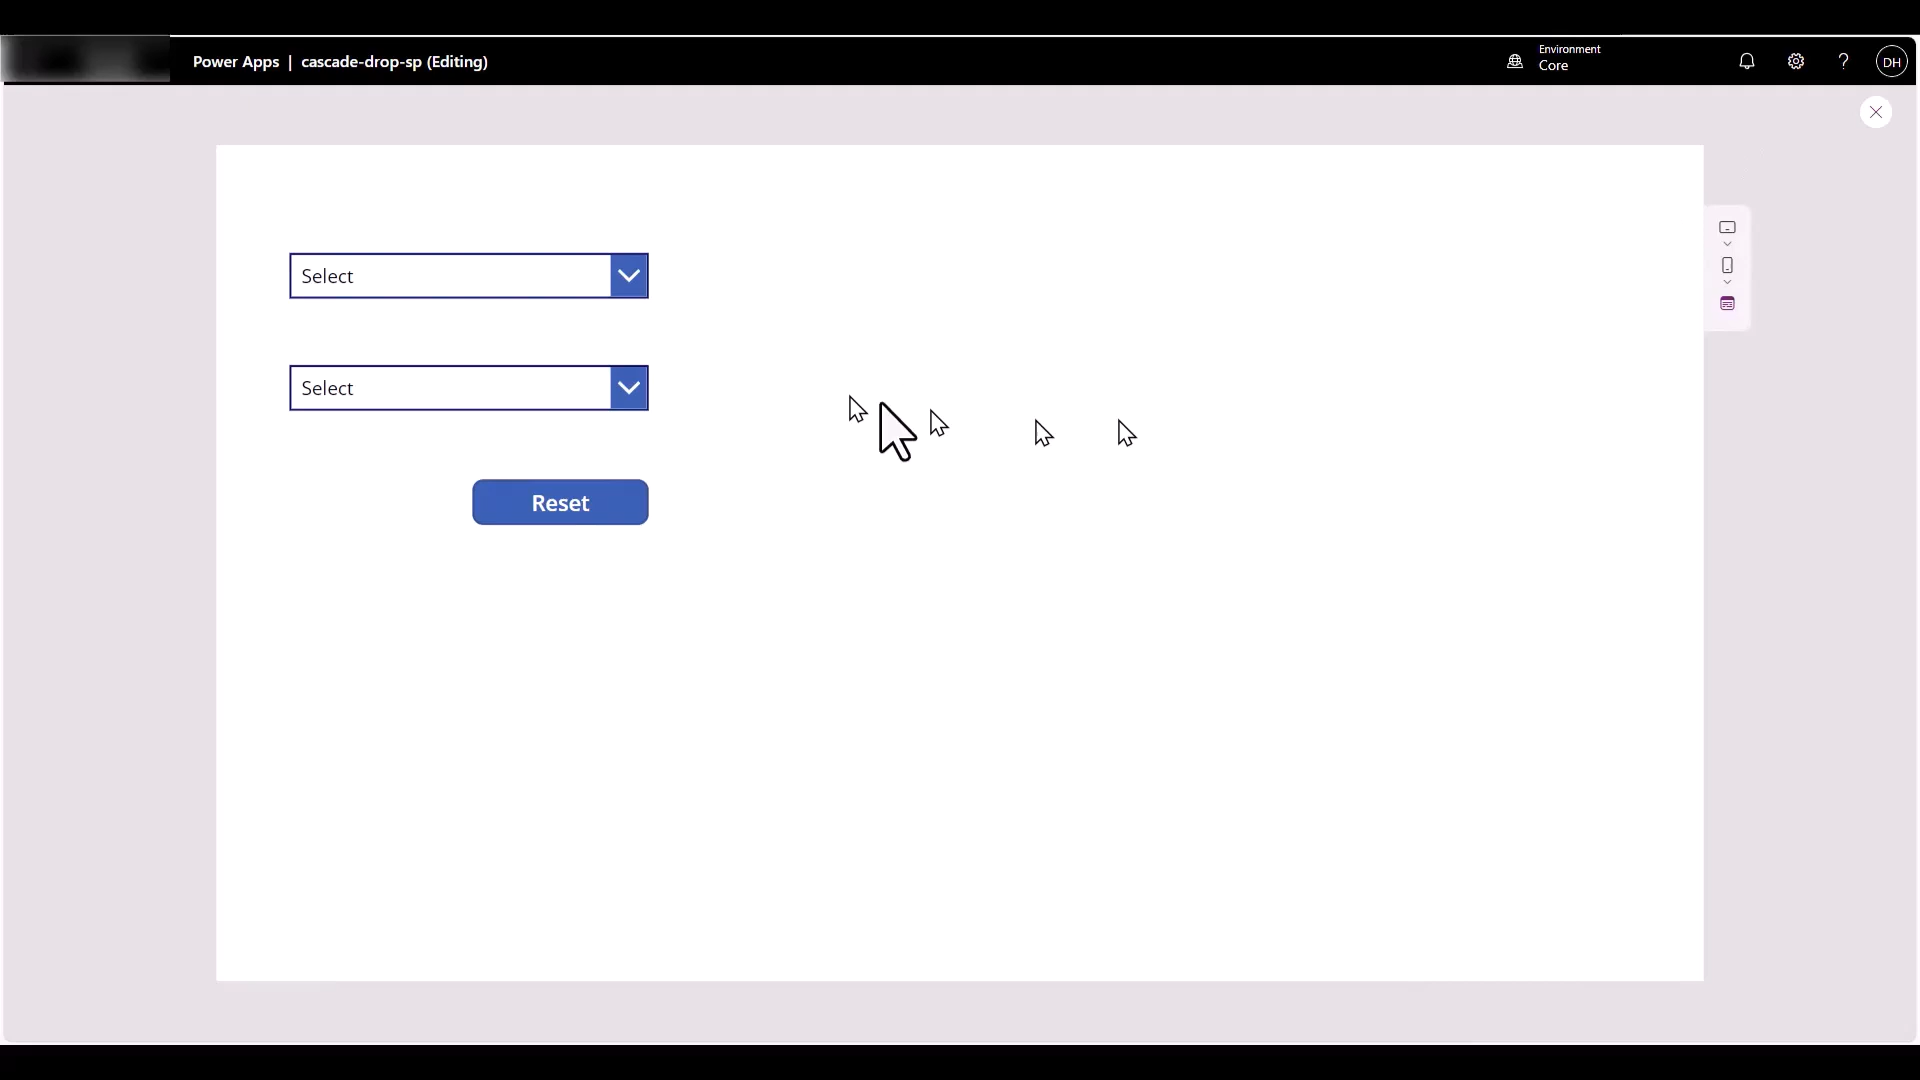 Power Apps | cascade-drop-sp (Editing)
Environment
Core
?
DH
Select
Select
Reset